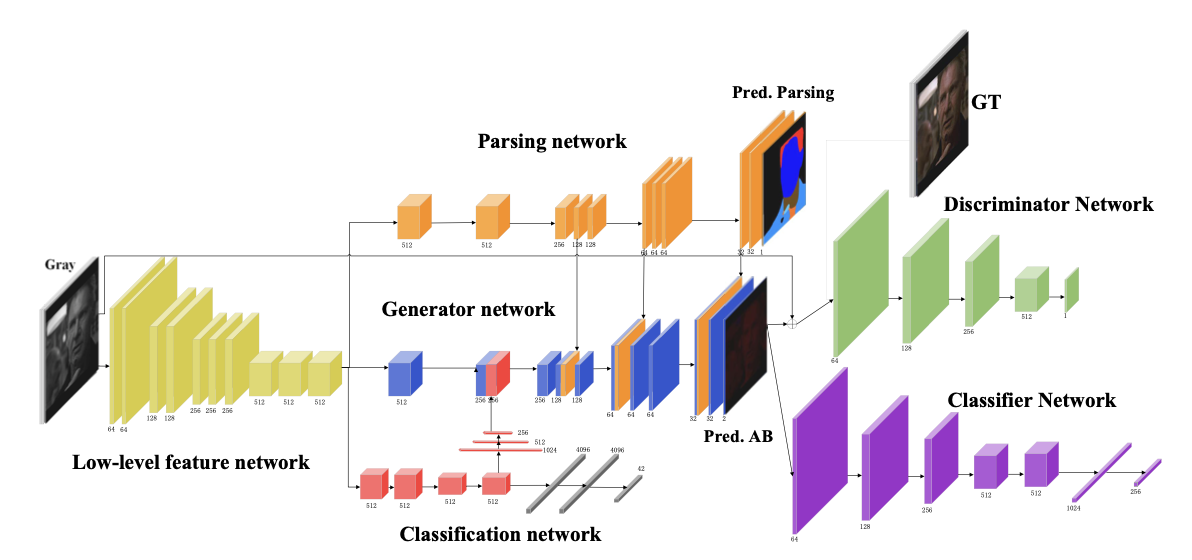 Pred. Parsing
GT
Parsing network
512
512
256 128 128
64 64 64
32 32 1
Discriminator Network
64
128
256
512
1
Gray
Generator network
512
256 256
256 128 128
64 64 64
32 32 2
Pred. AB
64 64
128 128
256 256 256
512 512 512
Low-level feature network
256
512
1024
512 512 512 512
4096 4096 42
Classification network
Classifier Network
64
128
256
512
512
1024
256